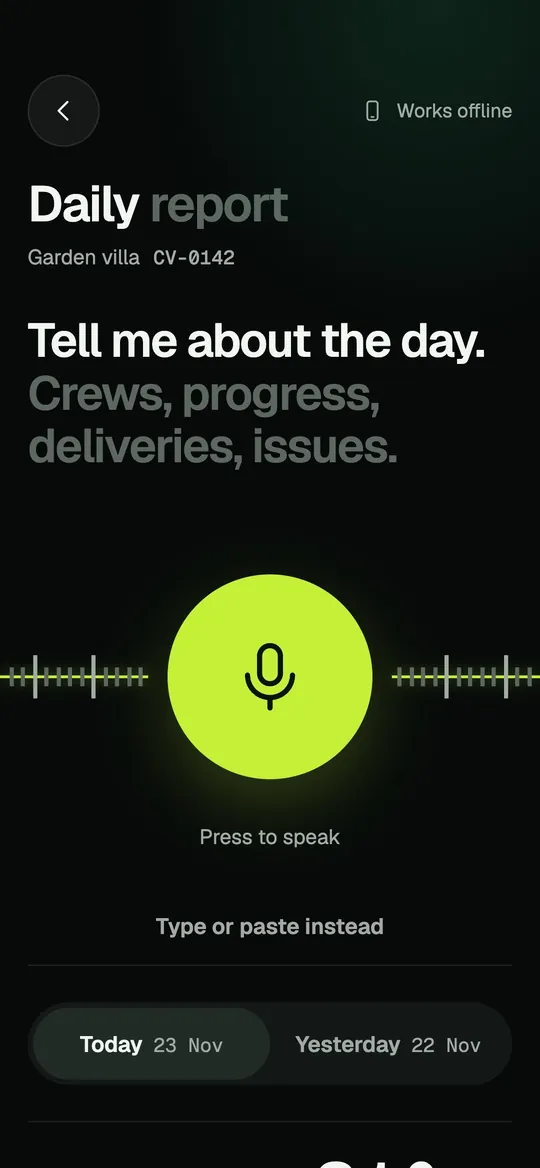 Works offline
Daily report
Garden villa CV-0142
Tell me about the day.
Crews, progress,
deliveries, issues.
Press to speak
Type or paste instead
Today 23 Nov
Yesterday 22 Nov